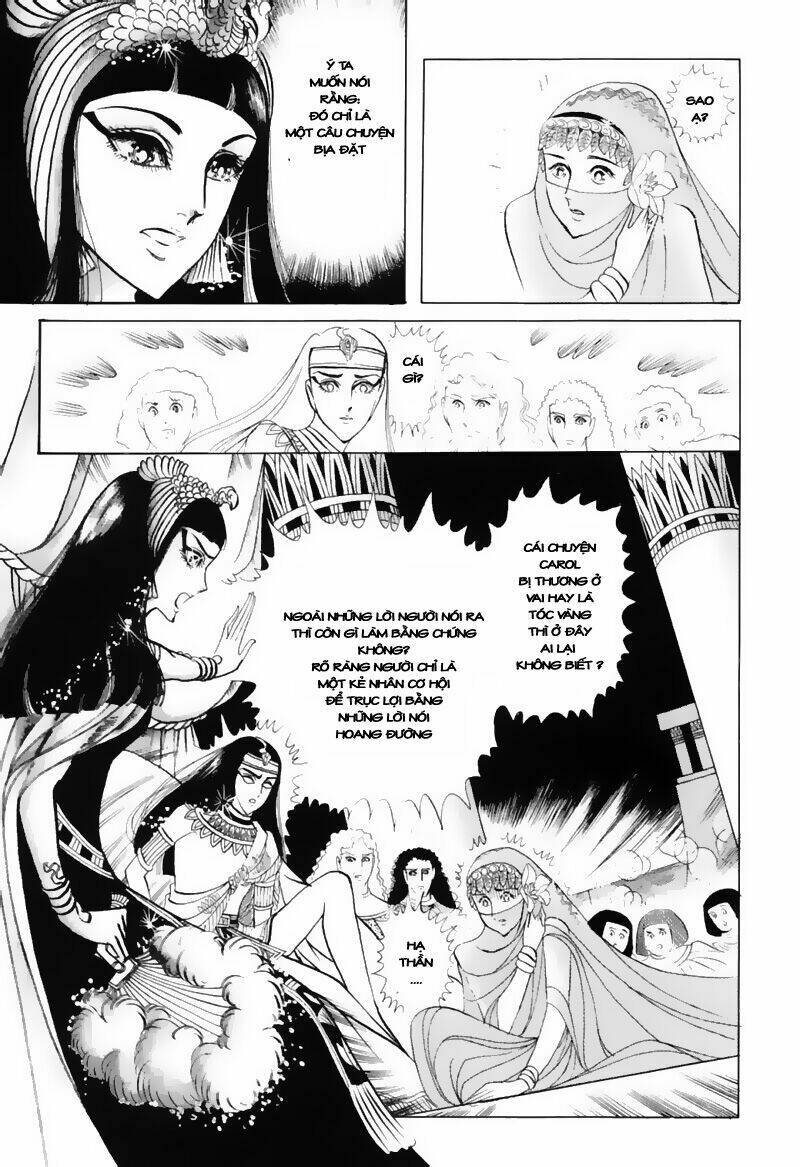 Ý TA
MUỐN NÓI
RẰNG:
ĐÓ CHỈ LÀ
MỘT CÂU CHUYỆN
BỊA ĐẶT
SAO
Ạ?
CÁI
GÌ?
NGOÀI NHỮNG LỜI NGƯỜI NÓI RA
THÌ CÒN GÌ LÀM BẰNG CHỨNG
KHÔNG?
RÕ RÀNG NGƯỜI CHỈ LÀ
MỘT KẺ NHÂN CƠ HỘI
ĐỂ TRỤC LỢI BẰNG
NHỮNG LỜI NÓI
HOANG ĐƯỜNG
CÁI CHUYỆN
CAROL
BỊ THƯƠNG Ở
VAI HAY LÀ
TÓC VÀNG
THÌ Ở ĐÂY
AI LẠI
KHÔNG BIẾT ?
HẠ
THẦN
....